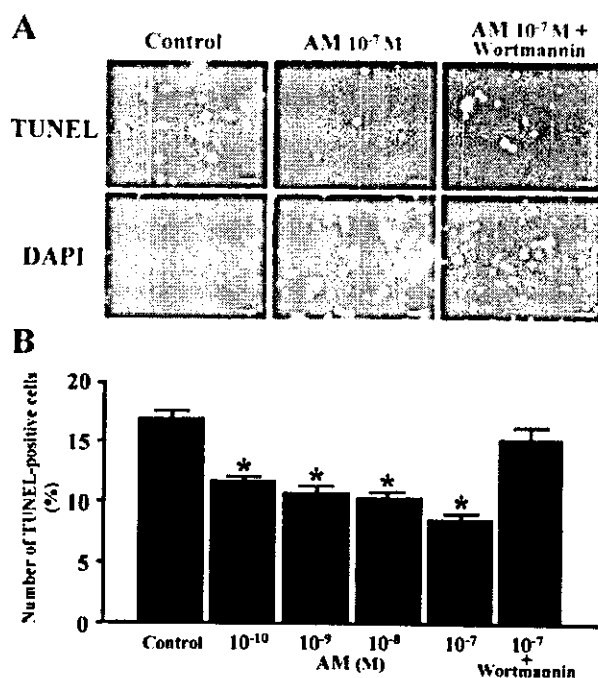 A
Control
AM 10⁻⁷ M
AM 10⁻⁷ M +
Wortmannin
TUNEL
DAPI
B
Number of TUNEL-positive cells
(%)
20
15
10
5
0
*
*
*
*
Control
10⁻¹⁰
10⁻⁹
10⁻⁸
10⁻⁷
10⁻⁷
+
Wortmannin
AM (M)